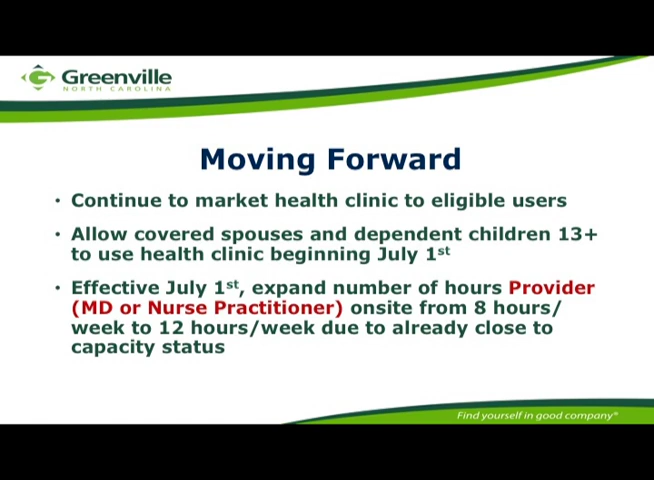 Greenville
NORTH CAROLINA
Moving Forward
• Continue to market health clinic to eligible users
• Allow covered spouses and dependent children 13+
to use health clinic beginning July 1st
• Effective July 1st, expand number of hours Provider
(MD or Nurse Practitioner) onsite from 8 hours/
week to 12 hours/week due to already close to
capacity status
Find yourself in good company®